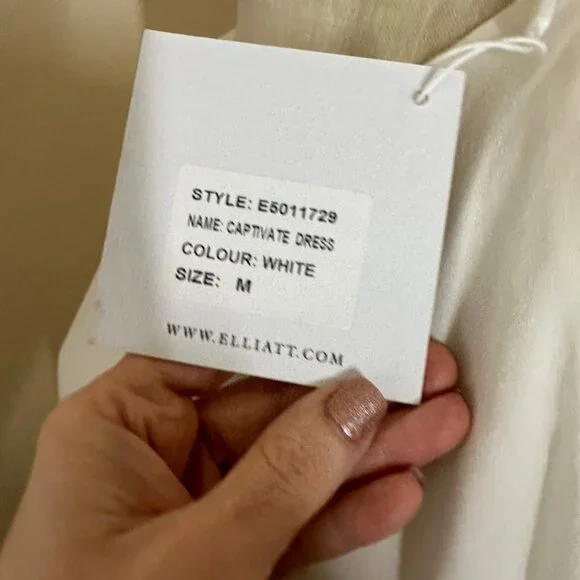 STYLE: E5011729
NAME: CAPTIVATE DRESS
COLOUR: WHITE
SIZE: M
WWW.ELLIATT.COM